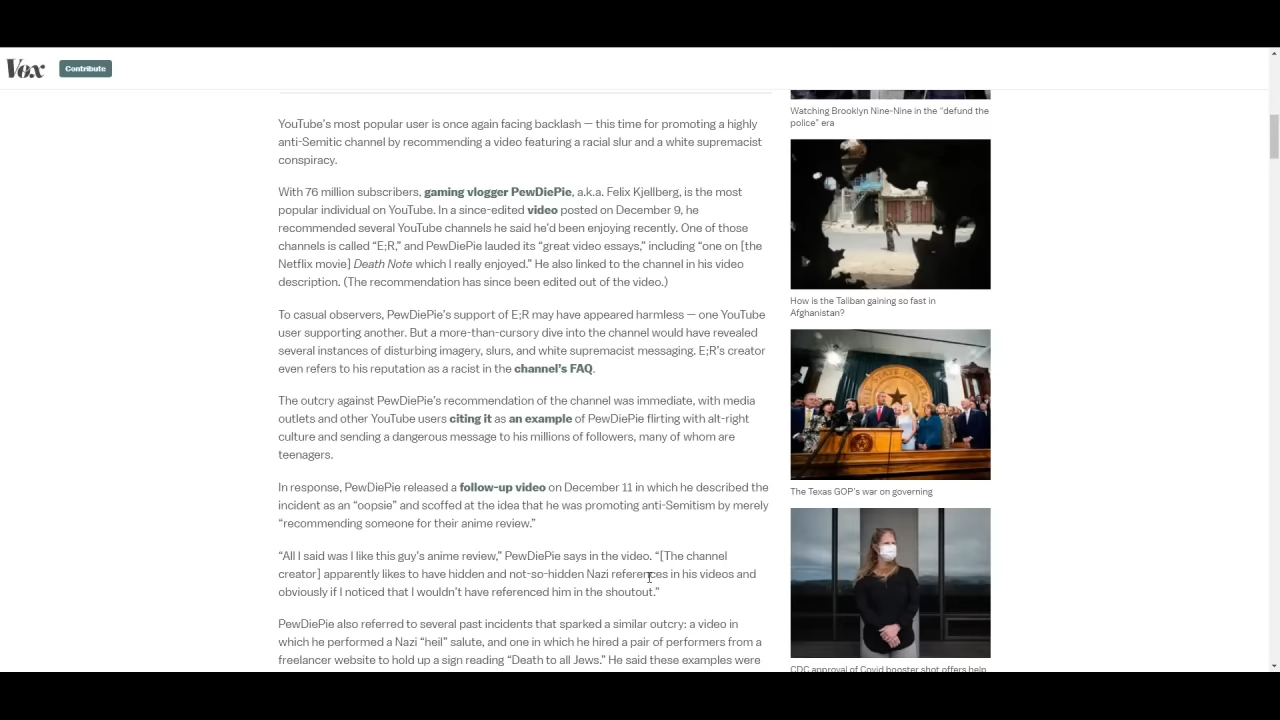 Vox
Contribute
YouTube's most popular user is once again facing backlash — this time for promoting a highly
anti-Semitic channel by recommending a video featuring a racial slur and a white supremacist
conspiracy.
With 76 million subscribers, gaming vlogger PewDiePie, a.k.a. Felix Kjellberg, is the most
popular individual on YouTube. In a since-edited video posted on December 9, he
recommended several YouTube channels he said he'd been enjoying recently. One of those
channels is called “E;R,” and PewDiePie lauded its “great video essays,” including “one on [the
Netflix movie] Death Note which I really enjoyed.” He also linked to the channel in his video
description. (The recommendation has since been edited out of the video.)
To casual observers, PewDiePie's support of E;R may have appeared harmless — one YouTube
user supporting another. But a more-than-cursory dive into the channel would have revealed
several instances of disturbing imagery, slurs, and white supremacist messaging. E;R's creator
even refers to his reputation as a racist in the channel's FAQ.
The outcry against PewDiePie's recommendation of the channel was immediate, with media
outlets and other YouTube users citing it as an example of PewDiePie flirting with alt-right
culture and sending a dangerous message to his millions of followers, many of whom are
teenagers.
In response, PewDiePie released a follow-up video on December 11 in which he described the
incident as an “oopsie” and scoffed at the idea that he was promoting anti-Semitism by merely
“recommending someone for their anime review.”
“All I said was I like this guy's anime review,” PewDiePie says in the video. “[The channel
creator] apparently likes to have hidden and not-so-hidden Nazi references in his videos and
obviously if I noticed that I wouldn't have referenced him in the shoutout.”
PewDiePie also referred to several past incidents that sparked a similar outcry: a video in
which he performed a Nazi “heil” salute, and one in which he hired a pair of performers from a
freelancer website to hold up a sign reading “Death to all Jews.” He said these examples were
Watching Brooklyn Nine-Nine in the “defund the
police” era
How is the Taliban gaining so fast in
Afghanistan?
The Texas GOP's war on governing
CDC approval of Covid booster shot offers help